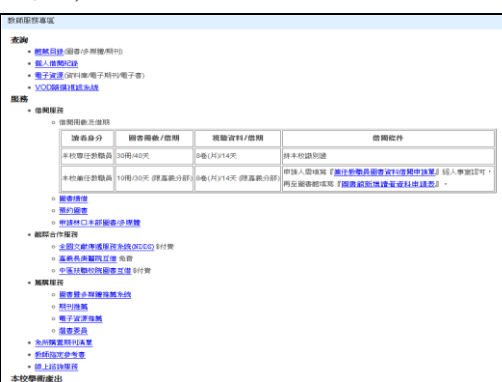 教師服務專區
查詢
館藏目錄(圖書/多媒體/期刊)
個人借閱紀錄
電子資源(資料庫/電子期刊/電子書)
VOD隨選視訊系統
服務
借閱服務
借閱冊數及借期
讀者身分 圖書冊數/借期 視聽資料/借期 借閱條件
本校專任教職員 30冊/40天 8卷(片)/14天 持本校識別證
本校兼任教職員 10冊/30天 (限嘉義分部) 8卷(片)/14天 (限嘉義分部) 申請人需填寫『兼任教職員圖書資料借閱申請單』經人事室認可,
再至圖書館填寫『圖書館新增讀者資料申請表』。
圖書續借
預約圖書
申請林口本部圖書/多媒體
館際合作服務
全國文獻傳遞服務系統(NDDS) $付費
嘉義長庚醫院互借 免費
中區技職校院圖書互借 $付費
薦購服務
圖書暨多媒體推薦系統
期刊推薦
電子資源推薦
選書委員
各所購置期刊清單
教師指定參考書
線上諮詢服務
本校學術產出